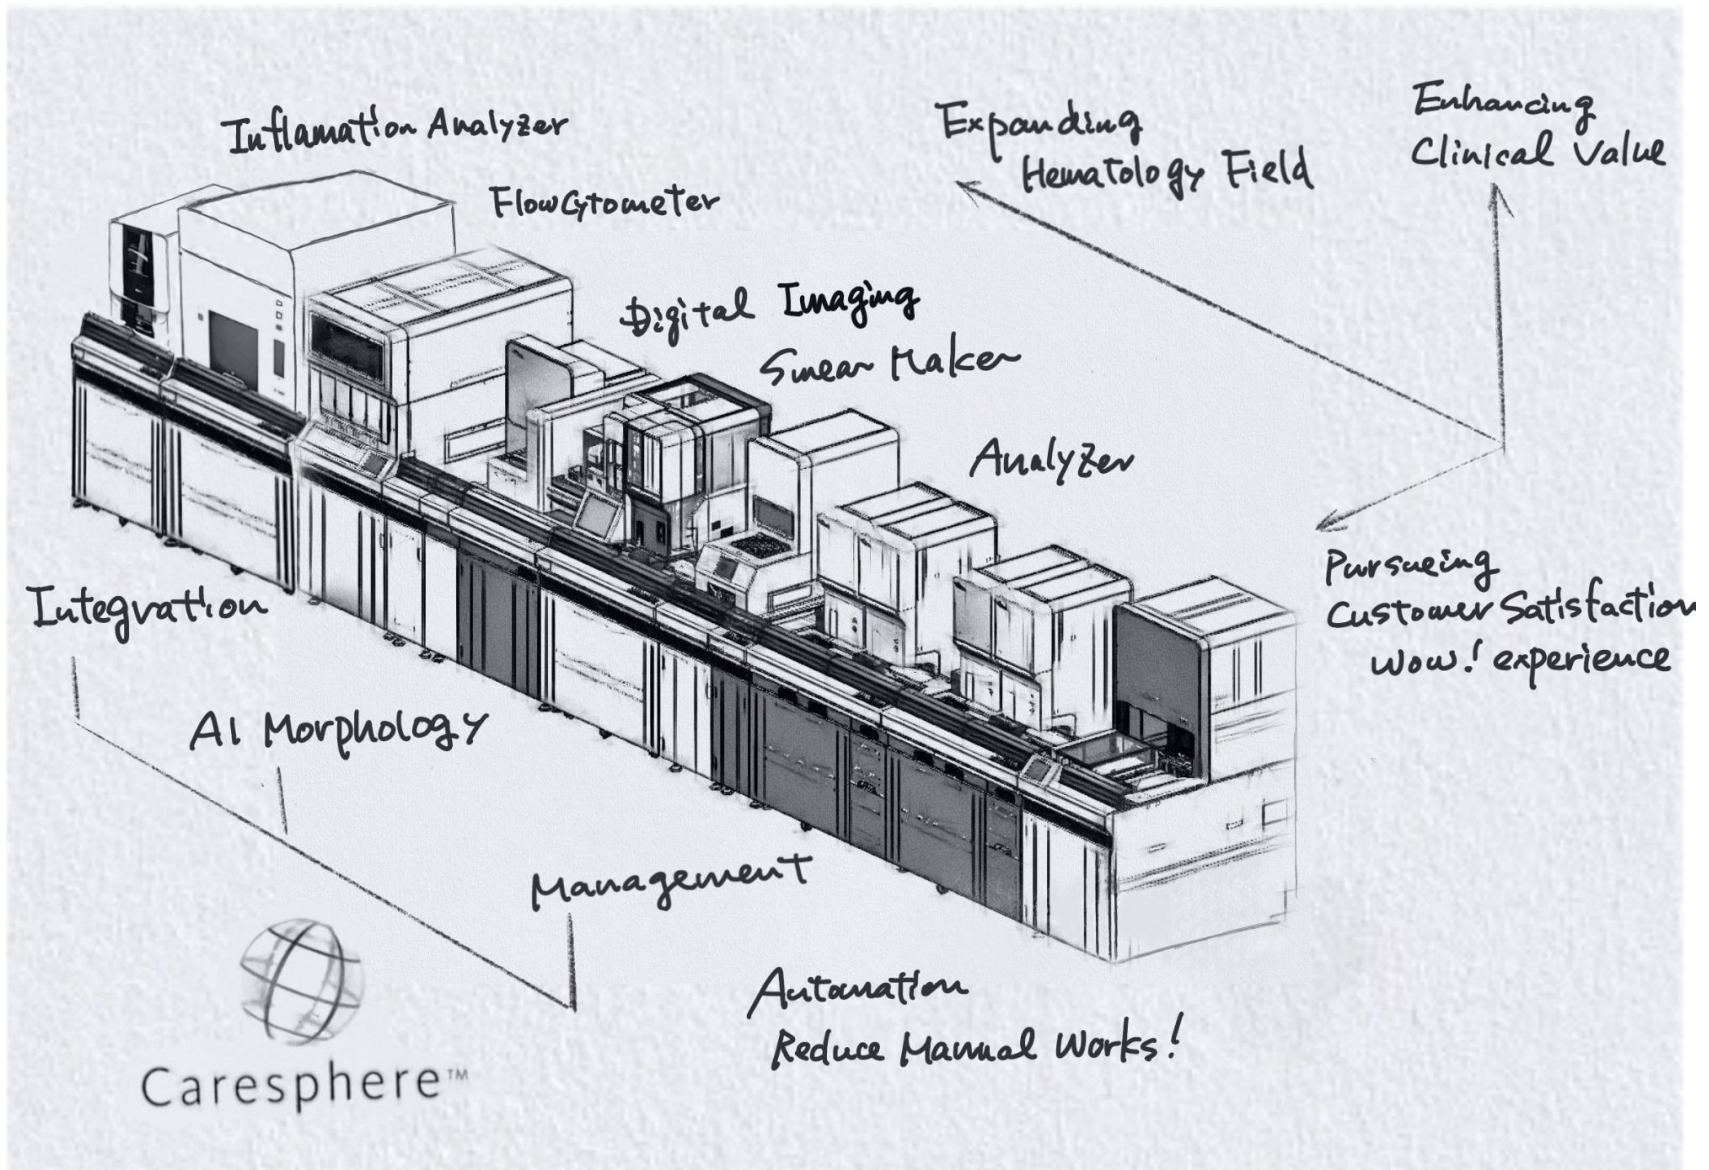 Inflamation Analyzer
FlowCytometer
Digital Imaging
Smear Maker
Analyzer
Expanding
Hematology Field
Enhancing
Clinical Value
Pursueing
Customer Satisfaction
Wow! experience
Integration
AI Morphology
Management
Automation
Reduce Manual Works!
Caresphere™